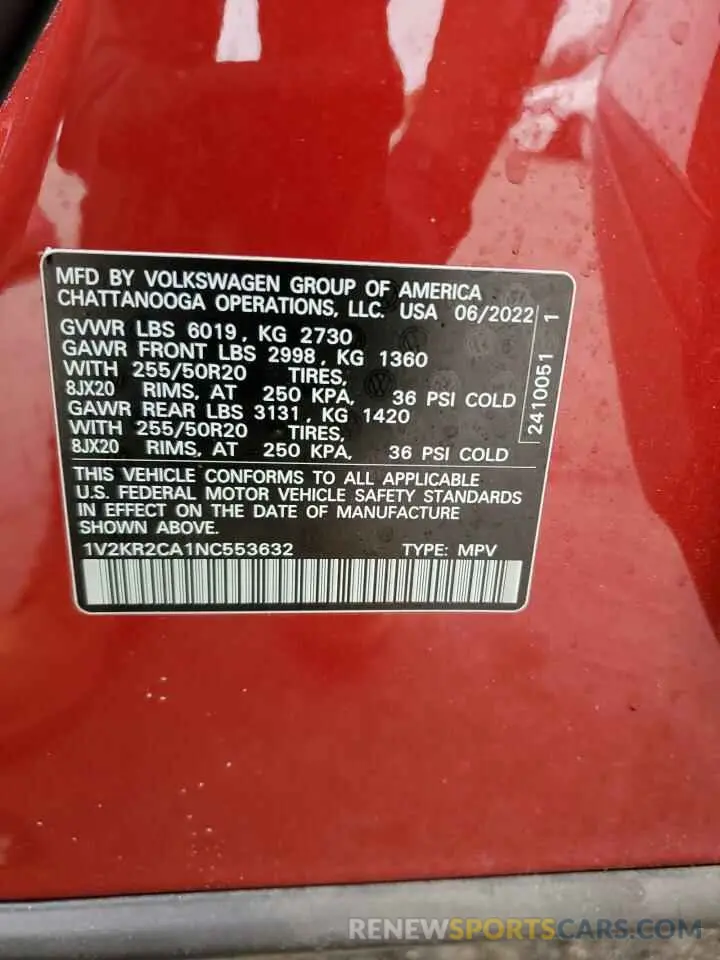 MFD BY VOLKSWAGEN GROUP OF AMERICA
CHATTANOOGA OPERATIONS, LLC. USA 06/2022
GVWR LBS 6019, KG 2730
GAWR FRONT LBS 2998, KG 1360
WITH 255/50R20 TIRES,
8JX20 RIMS, AT 250 KPA, 36 PSI COLD
GAWR REAR LBS 3131, KG 1420
WITH 255/50R20 TIRES,
8JX20 RIMS, AT 250 KPA, 36 PSI COLD
2410051 1
THIS VEHICLE CONFORMS TO ALL APPLICABLE
U.S. FEDERAL MOTOR VEHICLE SAFETY STANDARDS
IN EFFECT ON THE DATE OF MANUFACTURE
SHOWN ABOVE.
1V2KR2CA1NC553632 TYPE: MPV
RENEWSPORTSCARS.COM